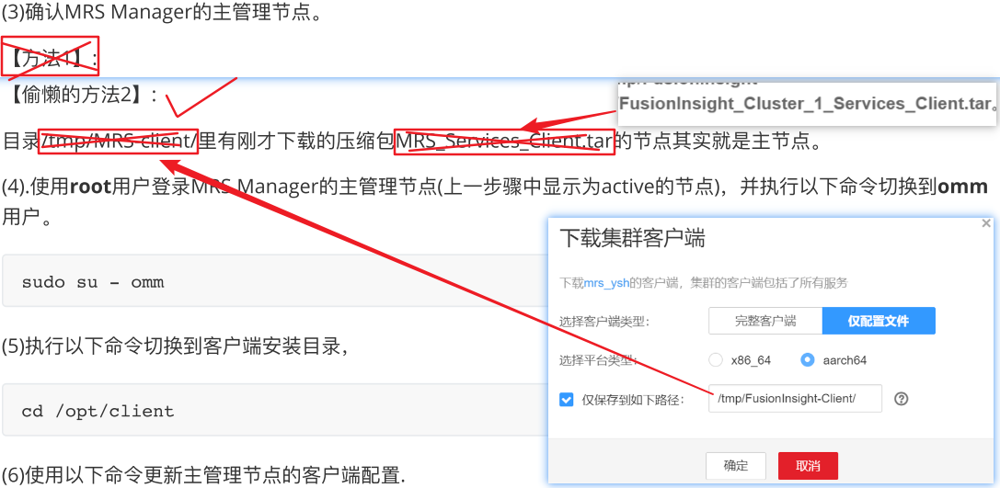 (3)确认MRS Manager的主管理节点。
【方法1】:
【偷懒的方法2】:
FusionInsight_Cluster_1_Services_Client.tar。
目录/tmp/MRS-client/里有刚才下载的压缩包MRS_Services_Client.tar的节点其实就是主节点。
(4).使用root用户登录MRS Manager的主管理节点(上一步骤中显示为active的节点)，并执行以下命令切换到omm
用户。
sudo su - omm
(5)执行以下命令切换到客户端安装目录，
cd /opt/client
(6)使用以下命令更新主管理节点的客户端配置.
下载集群客户端
下载mrs_ysh的客户端，集群的客户端包括了所有服务
选择客户端类型: 完整客户端 仅配置文件
选择平台类型: x86_64 aarch64
仅保存到如下路径: /tmp/FusionInsight-Client/
确定 取消